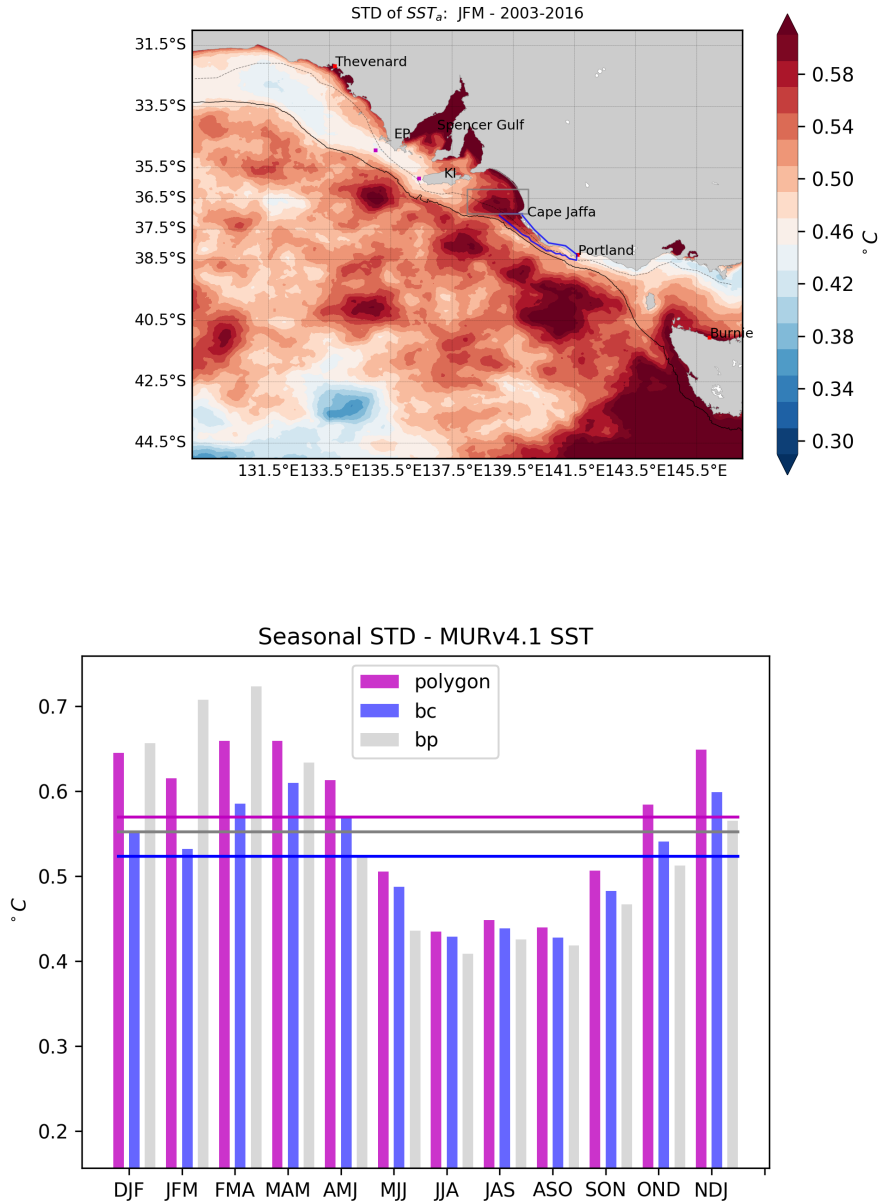 STD of SST_a: JFM - 2003-2016
31.5°S
33.5°S
35.5°S
36.5°S
37.5°S
38.5°S
40.5°S
42.5°S
44.5°S
Thevenard
EP
Spencer Gulf
KI
Cape Jaffa
Portland
Burnie
131.5°E133.5°E135.5°E137.5°E139.5°E141.5°E143.5°E145.5°E
0.58
0.54
0.50
0.46
0.42
0.38
0.34
0.30
°C
Seasonal STD - MURv4.1 SST
polygon
bc
bp
0.7
0.6
0.5
0.4
0.3
0.2
°C
DJF JFM FMA MAM AMJ MJJ JJA JAS ASO SON OND NDJ